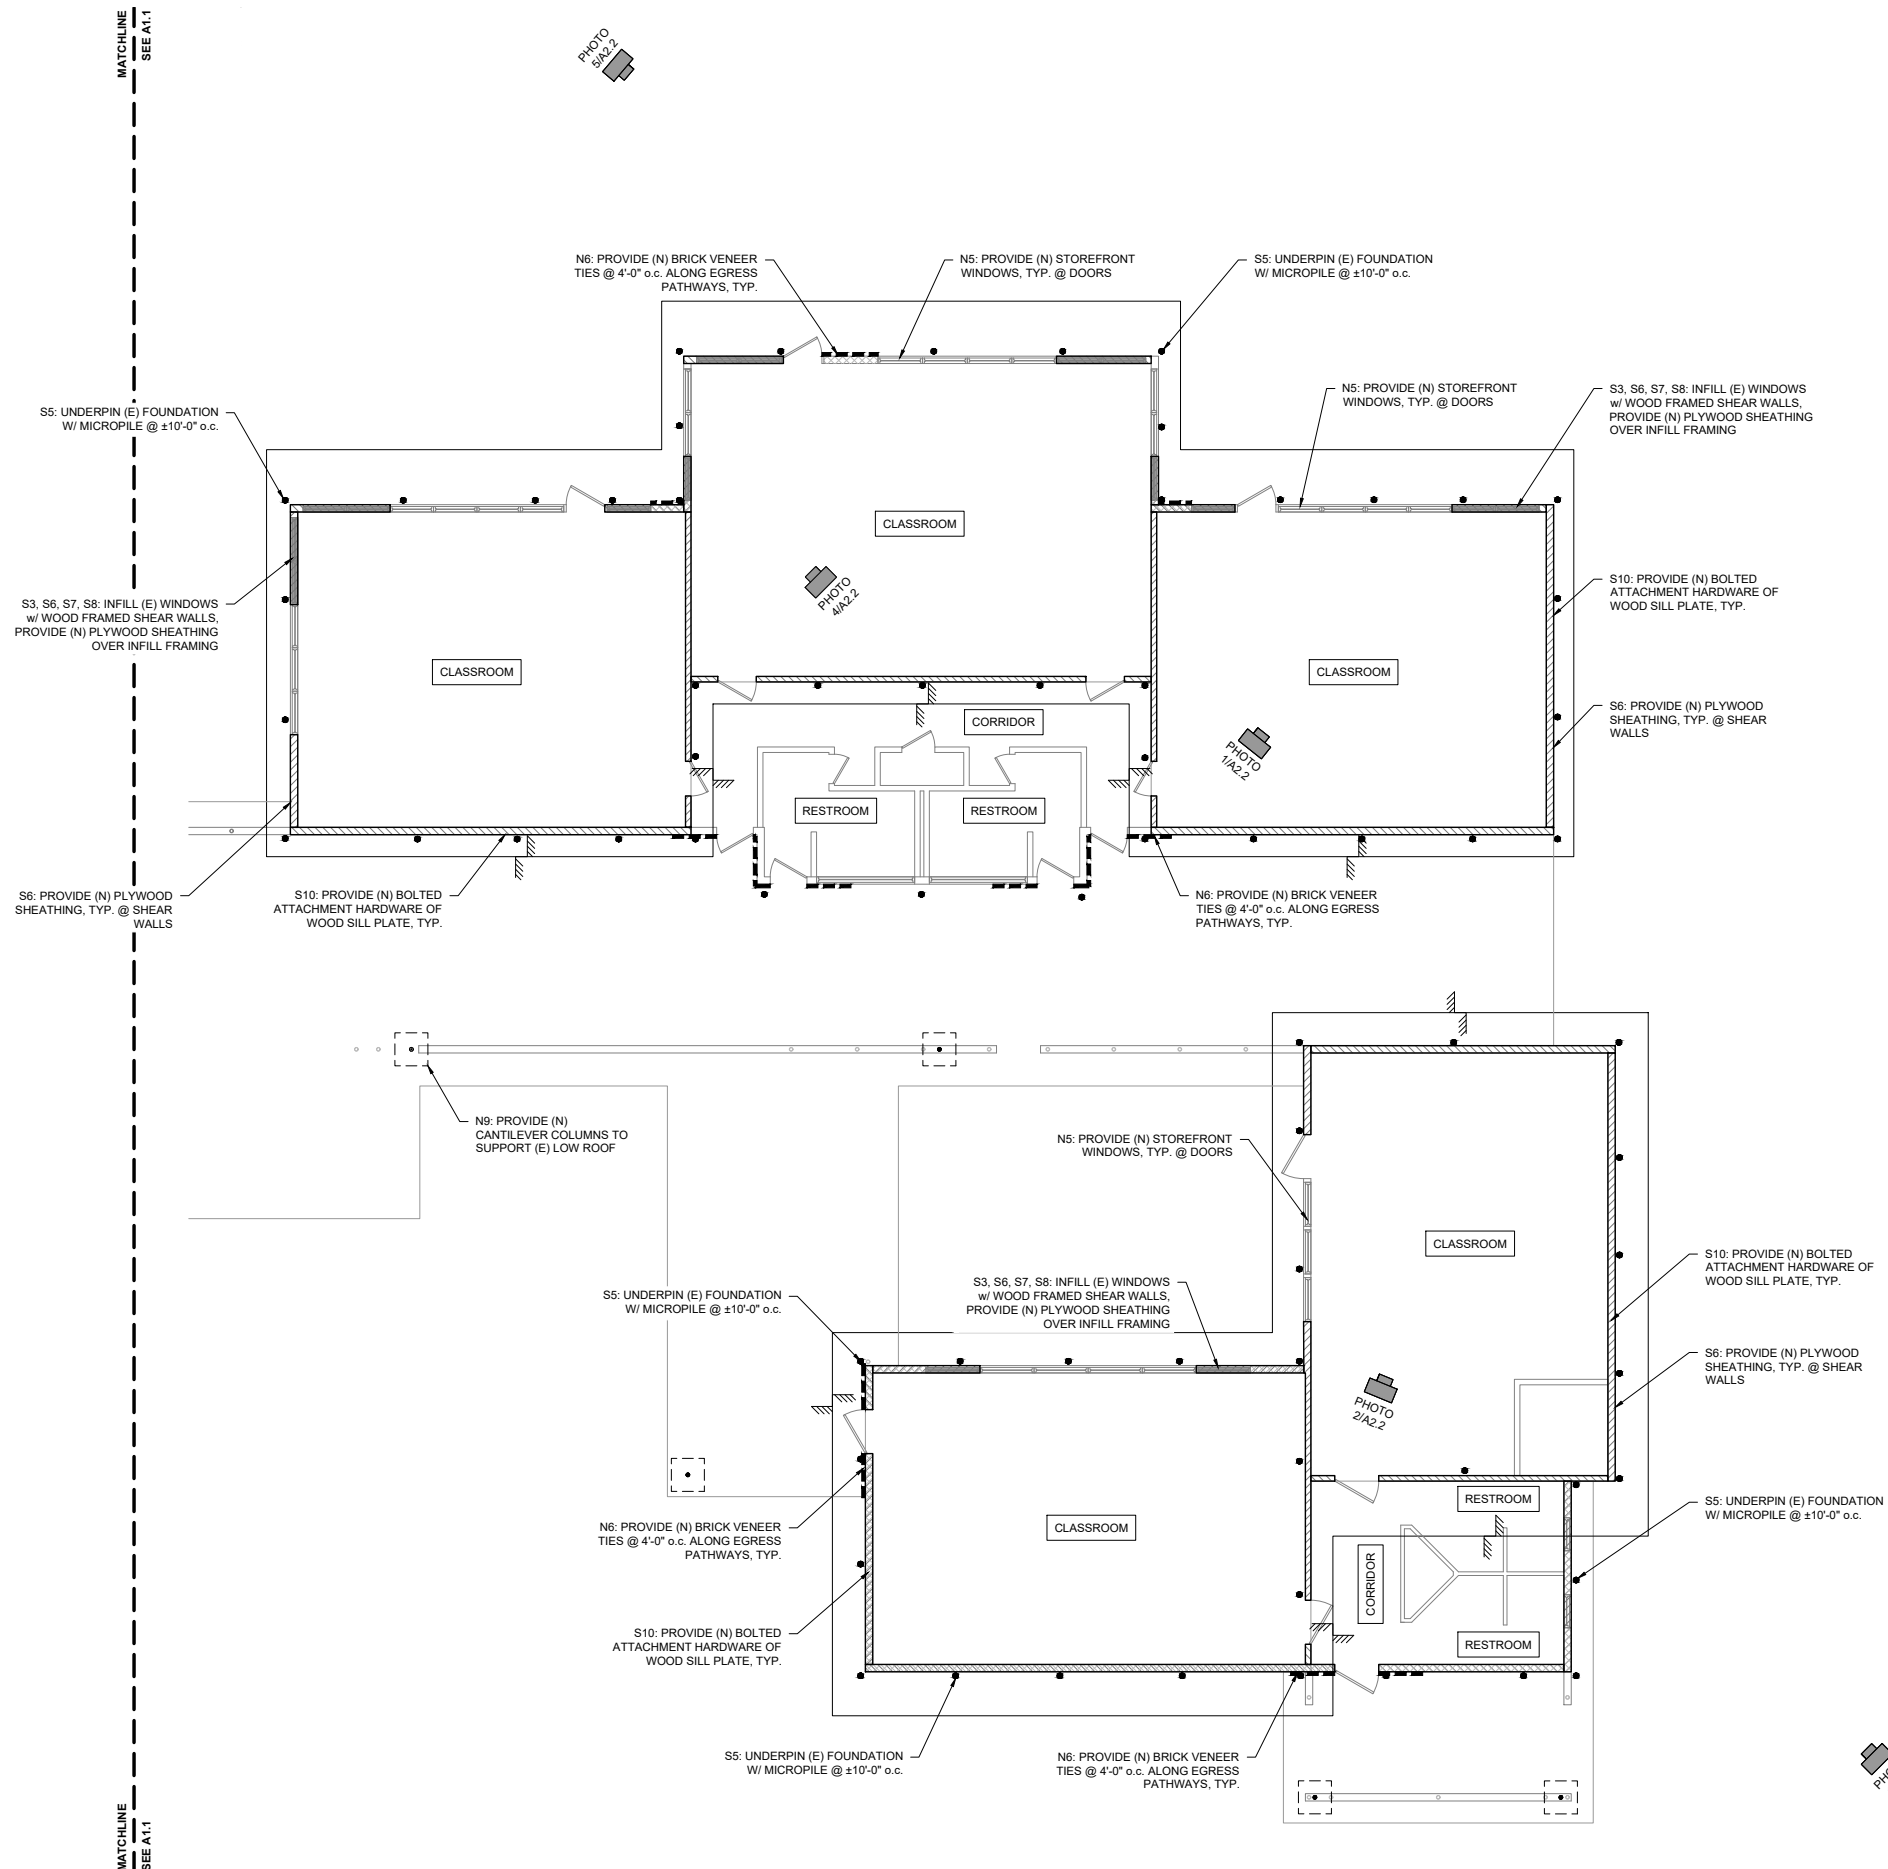 MATCHLINE
SEE A1.1
PHOTO
5/A2.2
N6: PROVIDE (N) BRICK VENEER
TIES @ 4'-0" o.c. ALONG EGRESS
PATHWAYS, TYP.
N5: PROVIDE (N) STOREFRONT
WINDOWS, TYP. @ DOORS
S5: UNDERPIN (E) FOUNDATION
W/ MICROPILE @ ±10'-0" o.c.
S5: UNDERPIN (E) FOUNDATION
W/ MICROPILE @ ±10'-0" o.c.
N5: PROVIDE (N) STOREFRONT
WINDOWS, TYP. @ DOORS
S3, S6, S7, S8: INFILL (E) WINDOWS
w/ WOOD FRAMED SHEAR WALLS,
PROVIDE (N) PLYWOOD SHEATHING
OVER INFILL FRAMING
CLASSROOM
PHOTO
4/A2.2
S10: PROVIDE (N) BOLTED
ATTACHMENT HARDWARE OF
WOOD SILL PLATE, TYP.
S3, S6, S7, S8: INFILL (E) WINDOWS
w/ WOOD FRAMED SHEAR WALLS,
PROVIDE (N) PLYWOOD SHEATHING
OVER INFILL FRAMING
CLASSROOM
CLASSROOM
CORRIDOR
S6: PROVIDE (N) PLYWOOD
SHEATHING, TYP. @ SHEAR
WALLS
PHOTO
1/A2.2
RESTROOM
RESTROOM
S6: PROVIDE (N) PLYWOOD
SHEATHING, TYP. @ SHEAR
WALLS
S10: PROVIDE (N) BOLTED
ATTACHMENT HARDWARE OF
WOOD SILL PLATE, TYP.
N6: PROVIDE (N) BRICK VENEER
TIES @ 4'-0" o.c. ALONG EGRESS
PATHWAYS, TYP.
N9: PROVIDE (N)
CANTILEVER COLUMNS TO
SUPPORT (E) LOW ROOF
N5: PROVIDE (N) STOREFRONT
WINDOWS, TYP. @ DOORS
CLASSROOM
S10: PROVIDE (N) BOLTED
ATTACHMENT HARDWARE OF
WOOD SILL PLATE, TYP.
S5: UNDERPIN (E) FOUNDATION
W/ MICROPILE @ ±10'-0" o.c.
S3, S6, S7, S8: INFILL (E) WINDOWS
w/ WOOD FRAMED SHEAR WALLS,
PROVIDE (N) PLYWOOD SHEATHING
OVER INFILL FRAMING
S6: PROVIDE (N) PLYWOOD
SHEATHING, TYP. @ SHEAR
WALLS
PHOTO
2/A2.2
RESTROOM
S5: UNDERPIN (E) FOUNDATION
W/ MICROPILE @ ±10'-0" o.c.
N6: PROVIDE (N) BRICK VENEER
TIES @ 4'-0" o.c. ALONG EGRESS
PATHWAYS, TYP.
CLASSROOM
CORRIDOR
S10: PROVIDE (N) BOLTED
ATTACHMENT HARDWARE OF
WOOD SILL PLATE, TYP.
RESTROOM
S5: UNDERPIN (E) FOUNDATION
W/ MICROPILE @ ±10'-0" o.c.
N6: PROVIDE (N) BRICK VENEER
TIES @ 4'-0" o.c. ALONG EGRESS
PATHWAYS, TYP.
MATCHLINE
SEE A1.1